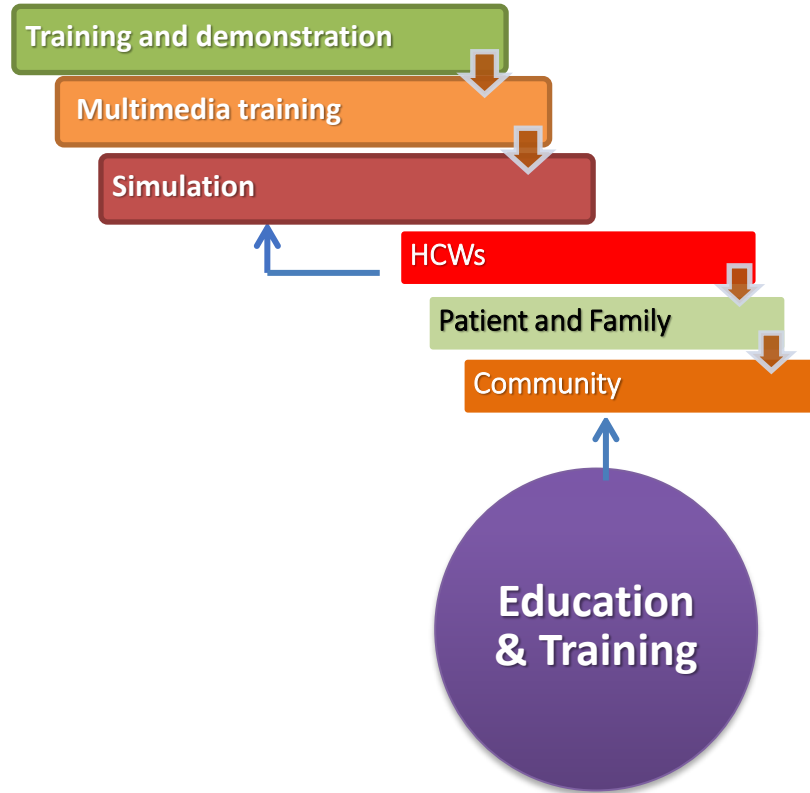 Training and demonstration
Multimedia training
Simulation
HCWs
Patient and Family
Community
Education
& Training